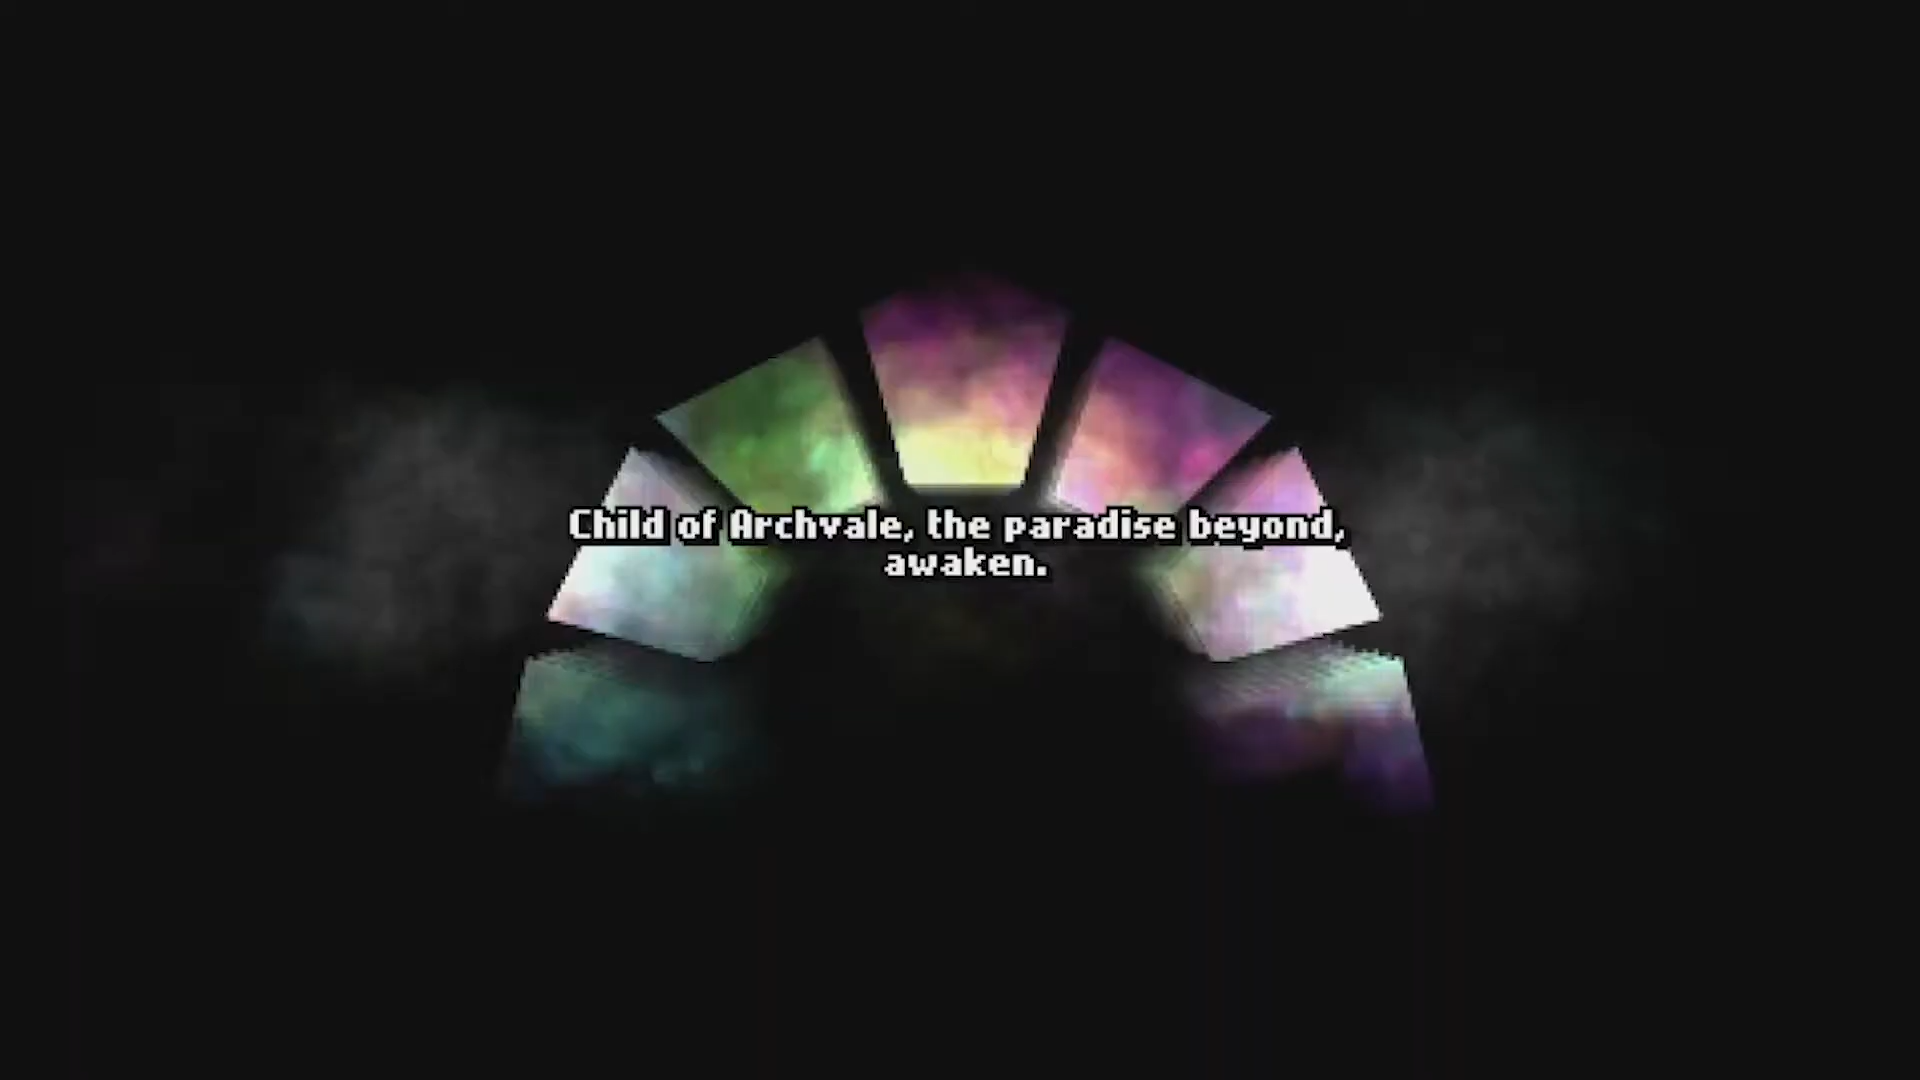 Child of Archvale, the paradise beyond,
awaken.